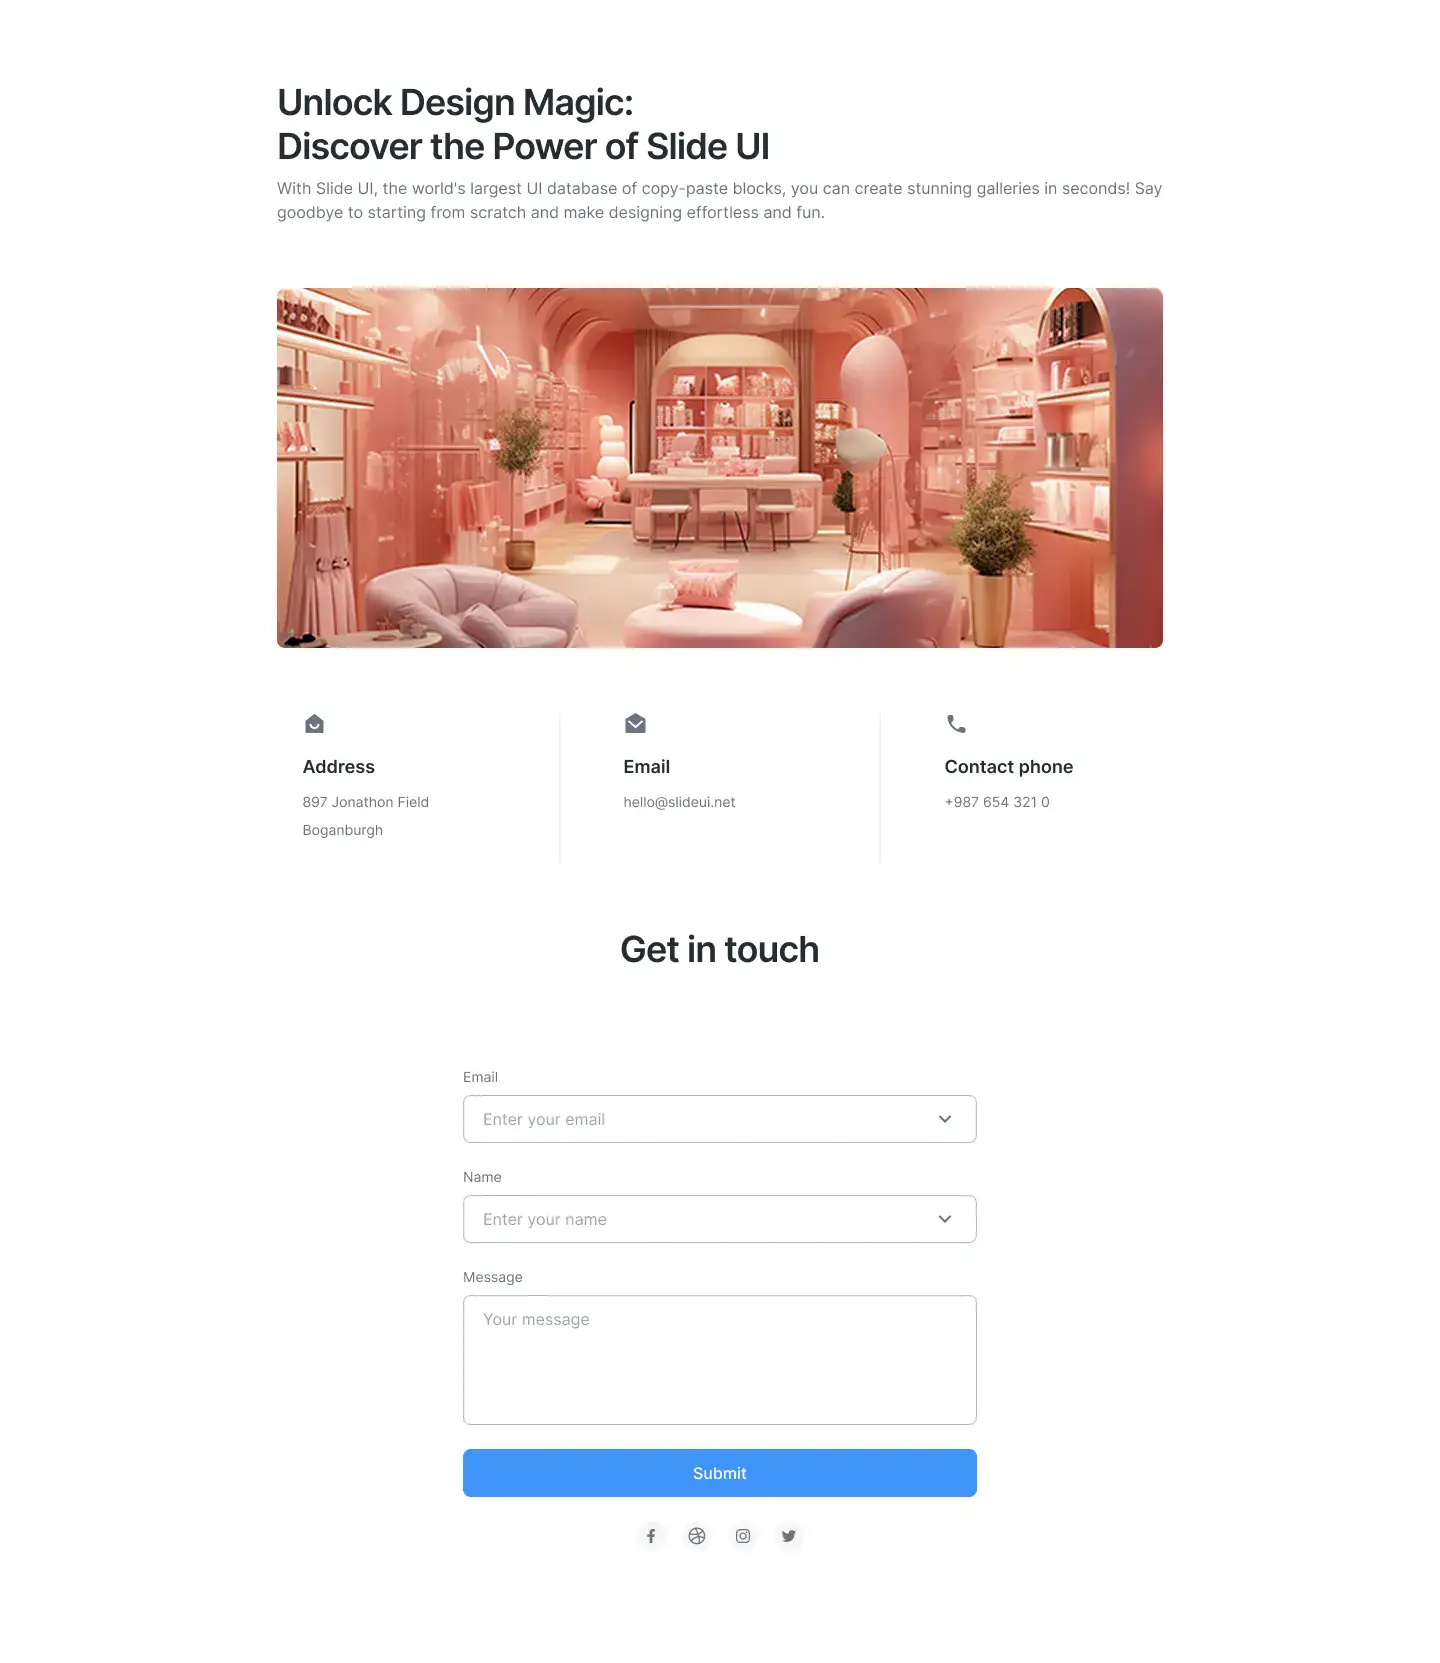 Unlock Design Magic:
Discover the Power of Slide UI
With Slide UI, the world's largest UI database of copy-paste blocks, you can create stunning galleries in seconds! Say
goodbye to starting from scratch and make designing effortless and fun.
Address
897 Jonathon Field
Boganburgh
Email
hello@slideui.net
Contact phone
+987 654 321 0
Get in touch
Email
Enter your email
Name
Enter your name
Message
Your message
Submit